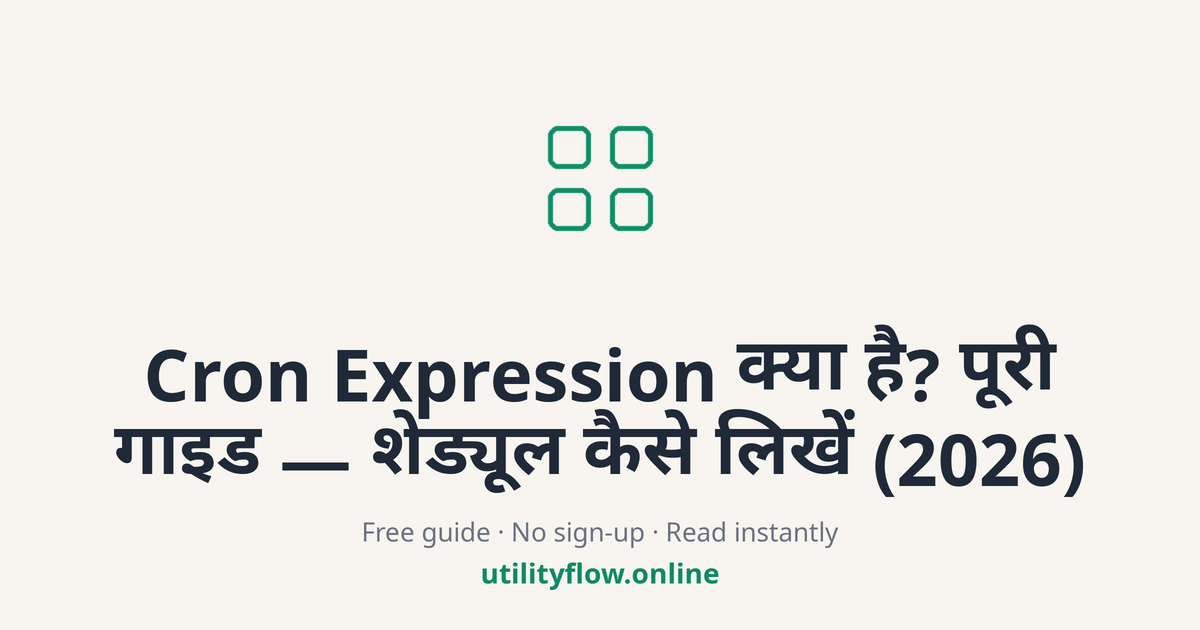 Cron Expression क्या है? पूरी
गाइड — शेड्यूल कैसे लिखें (2026)
Free guide · No sign-up · Read instantly
utilityflow.online